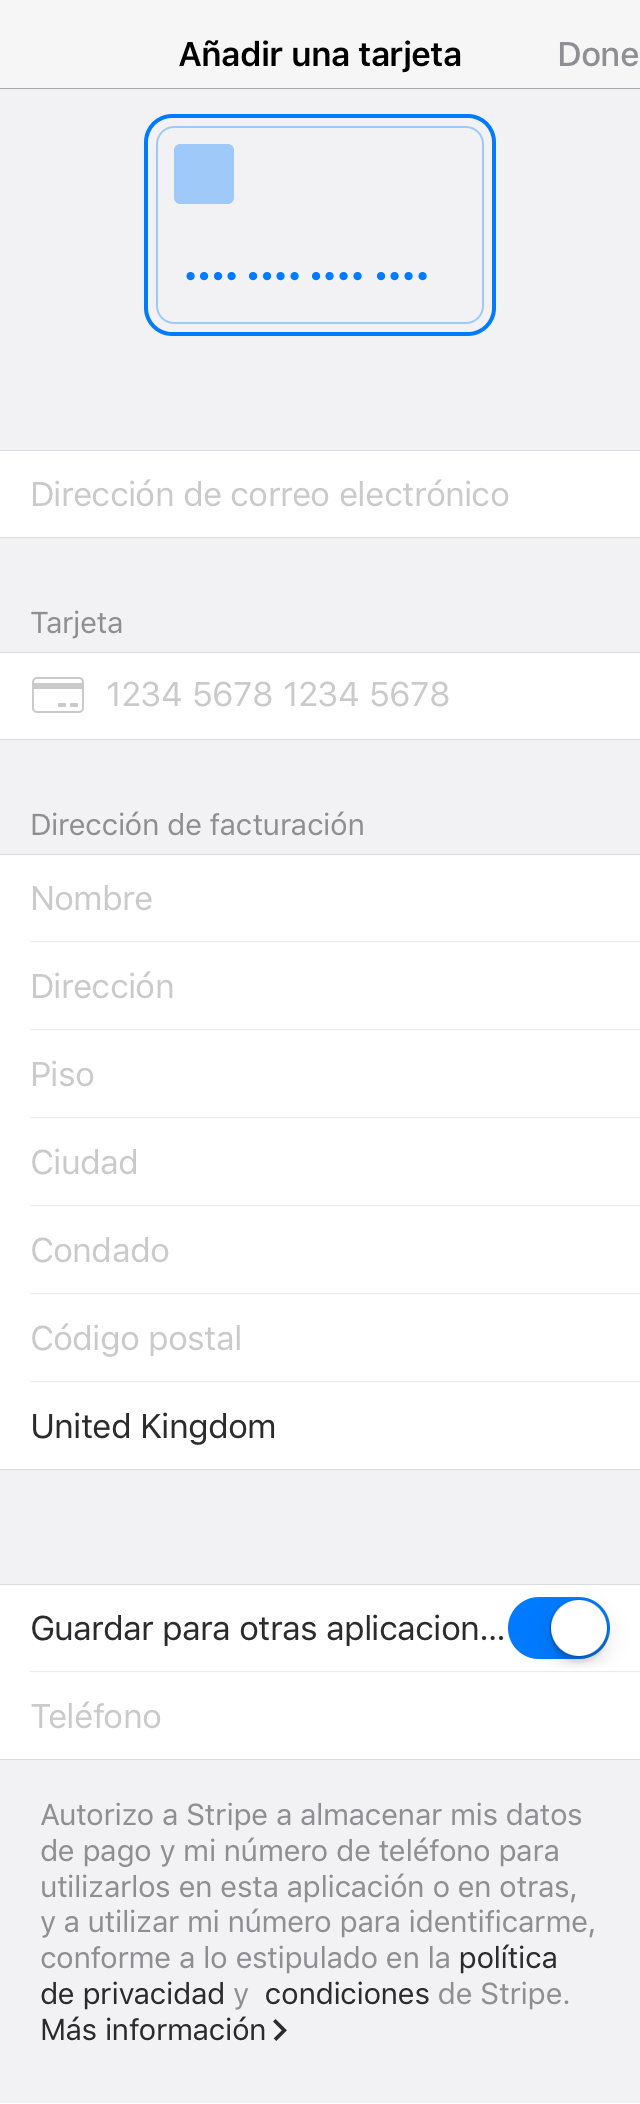 Añadir una tarjeta
Done
Dirección de correo electrónico
Tarjeta
1234 5678 1234 5678
Dirección de facturación
Nombre
Dirección
Piso
Ciudad
Condado
Código postal
United Kingdom
Guardar para otras aplicacion...
Teléfono
Autorizo a Stripe a almacenar mis datos
de pago y mi número de teléfono para
utilizarlos en esta aplicación o en otras,
y a utilizar mi número para identificarme,
conforme a lo estipulado en la política
de privacidad y condiciones de Stripe.
Más información